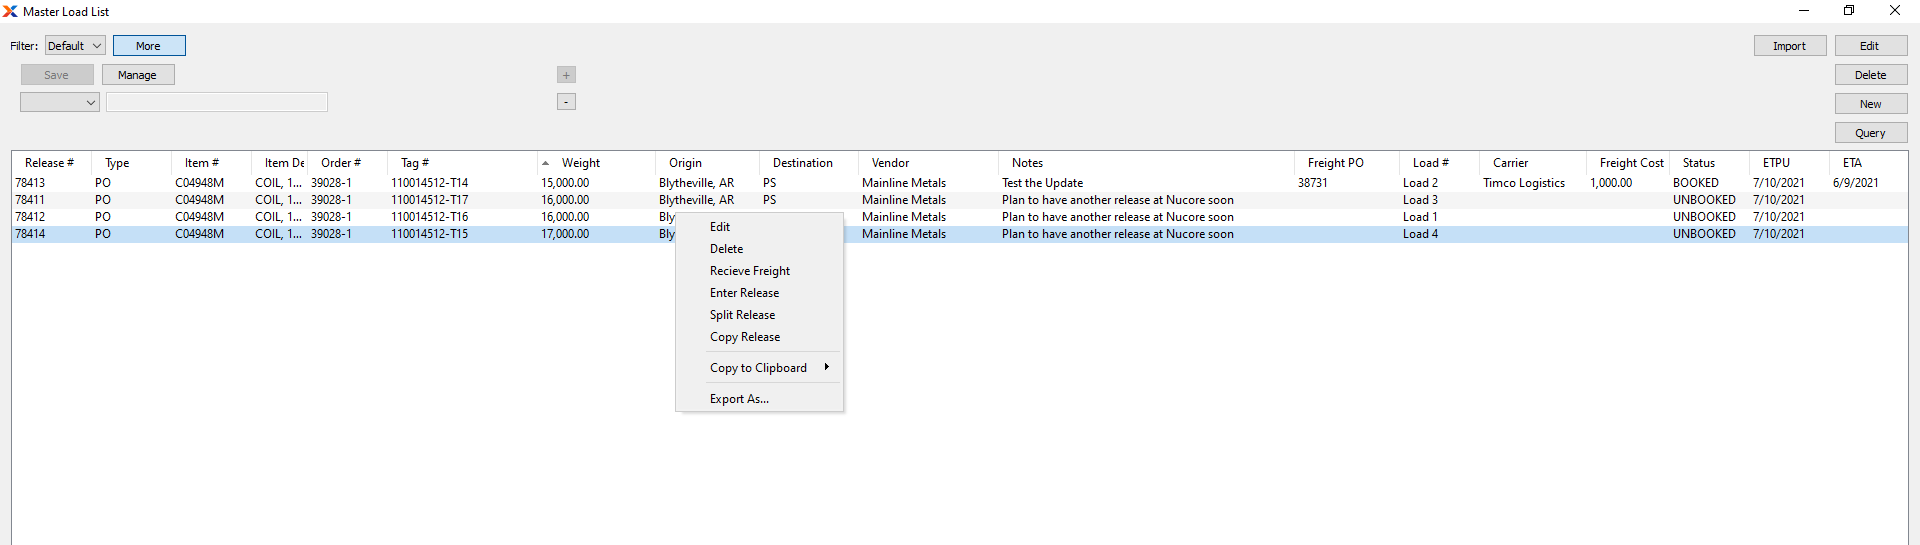 Master Load List
Filter: Default More Import Edit
Save Manage + Delete
- New
Query
Release # Type Item # Item De Order # Tag # Weight Origin Destination Vendor Notes Freight PO Load # Carrier Freight Cost Status ETPU ETA
78413 PO C04948M COIL, 1... 39028-1 110014512-T14 15,000.00 Blytheville, AR PS Mainline Metals Test the Update 38731 Load 2 Timco Logistics 1,000.00 BOOKED 7/10/2021 6/9/2021
78411 PO C04948M COIL, 1... 39028-1 110014512-T17 16,000.00 Blytheville, AR PS Mainline Metals Plan to have another release at Nucore soon Load 3 UNBOOKED 7/10/2021
78412 PO C04948M COIL, 1... 39028-1 110014512-T16 16,000.00 Bly Mainline Metals Plan to have another release at Nucore soon Load 1 UNBOOKED 7/10/2021
78414 PO C04948M COIL, 1... 39028-1 110014512-T15 17,000.00 Bly Mainline Metals Plan to have another release at Nucore soon Load 4 UNBOOKED 7/10/2021
Edit
Delete
Recieve Freight
Enter Release
Split Release
Copy Release
Copy to Clipboard
Export As...